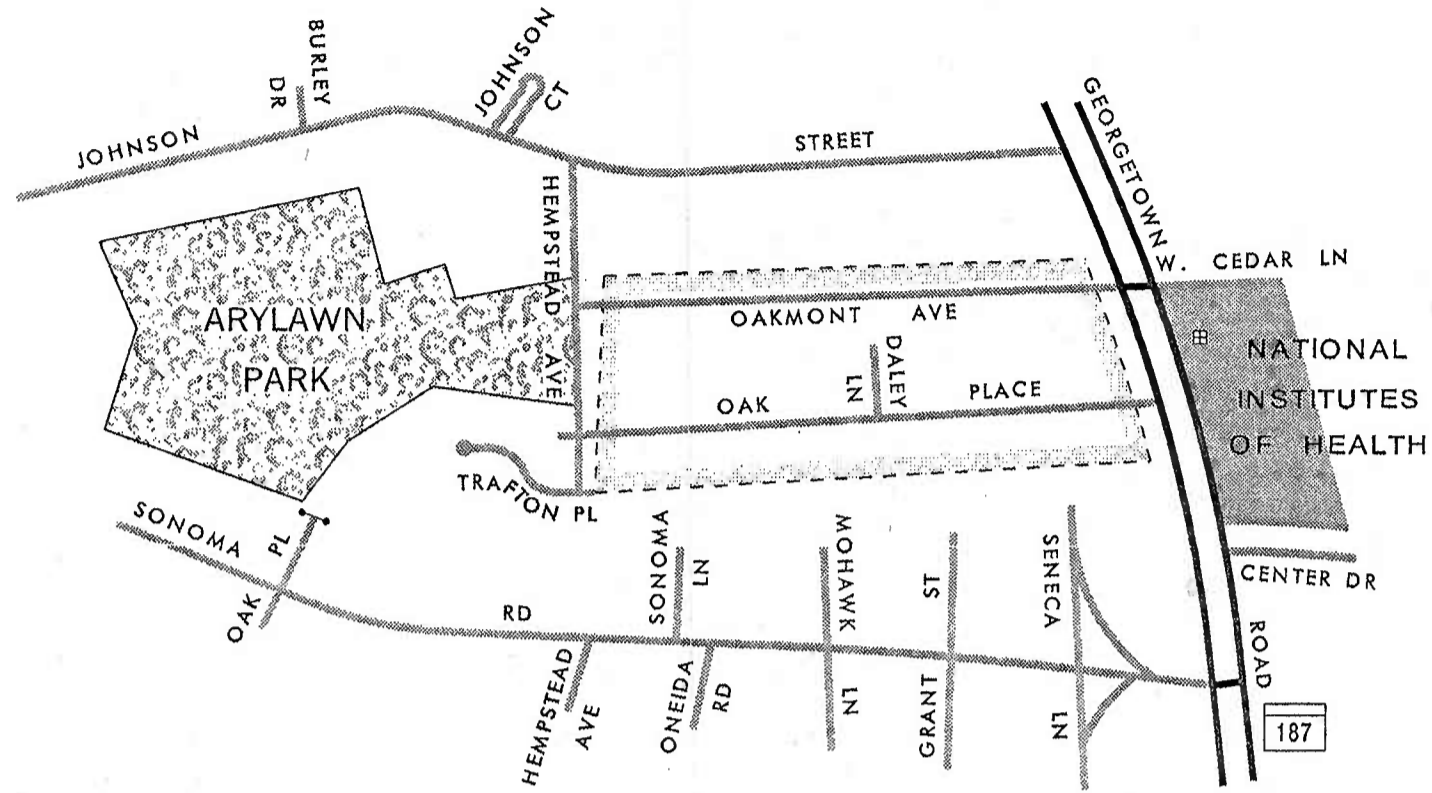 BURLEY
DR
JOHNSON
CT
JOHNSON
STREET
GEORGETOWN
HEMPSTEAD AVE
W. CEDAR LN
ARYLAWN
PARK
OAKMONT AVE
DALEY
LN
OAK PLACE
NATIONAL
INSTITUTES
OF HEALTH
TRAFTON PL
SONOMA
RD
OAK PL
SONOMA
LN
MOHAWK
LN
GRANT ST
SENECA
LN
CENTER DR
ROAD
HEMPSTEAD
AVE
ONEIDA
RD
187